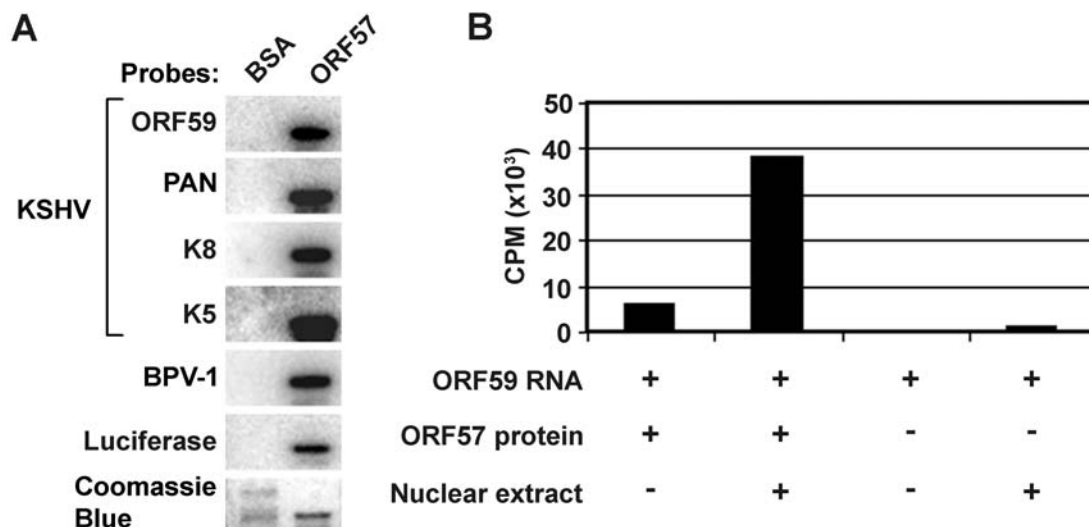 A
Probes:
BSA
ORF57
KSHV
ORF59
PAN
K8
K5
BPV-1
Luciferase
Coomassie
Blue
B
CPM (x10³)
50
40
30
20
10
0
ORF59 RNA + + + +
ORF57 protein + + - -
Nuclear extract - + - +